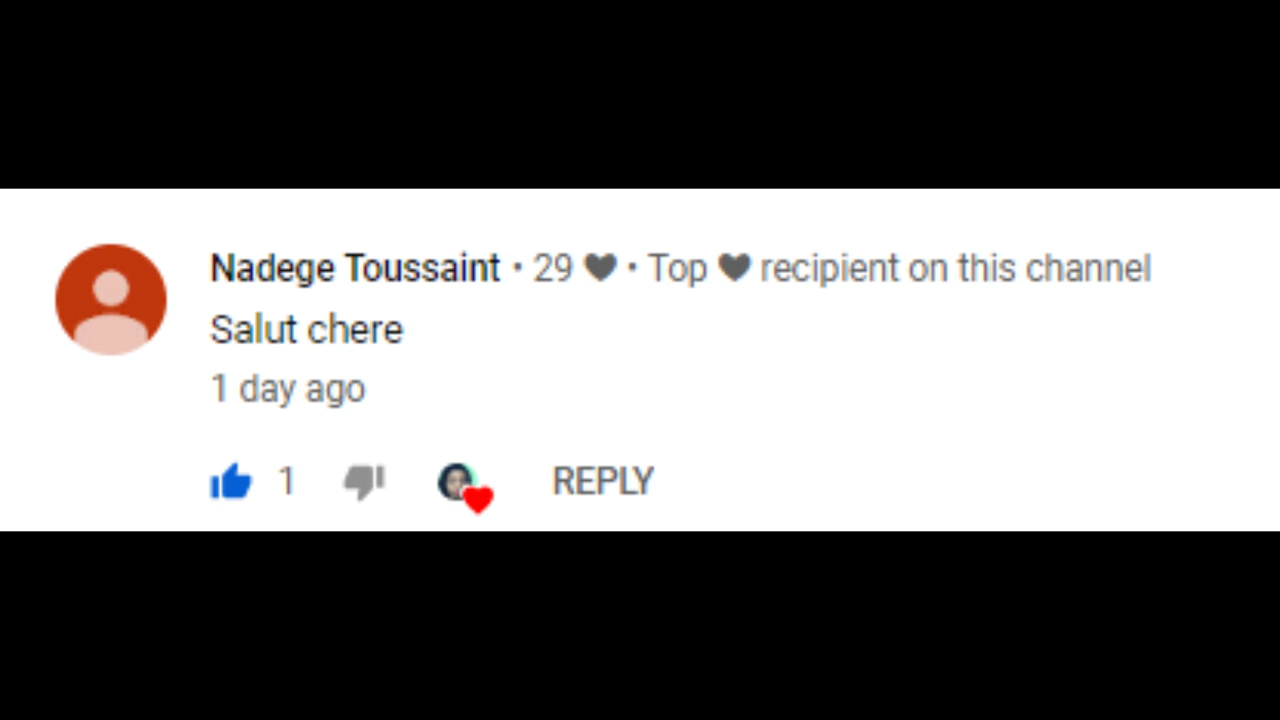 Nadege Toussaint • 29 🖤 • Top 🖤 recipient on this channel
Salut chere
1 day ago
1 REPLY